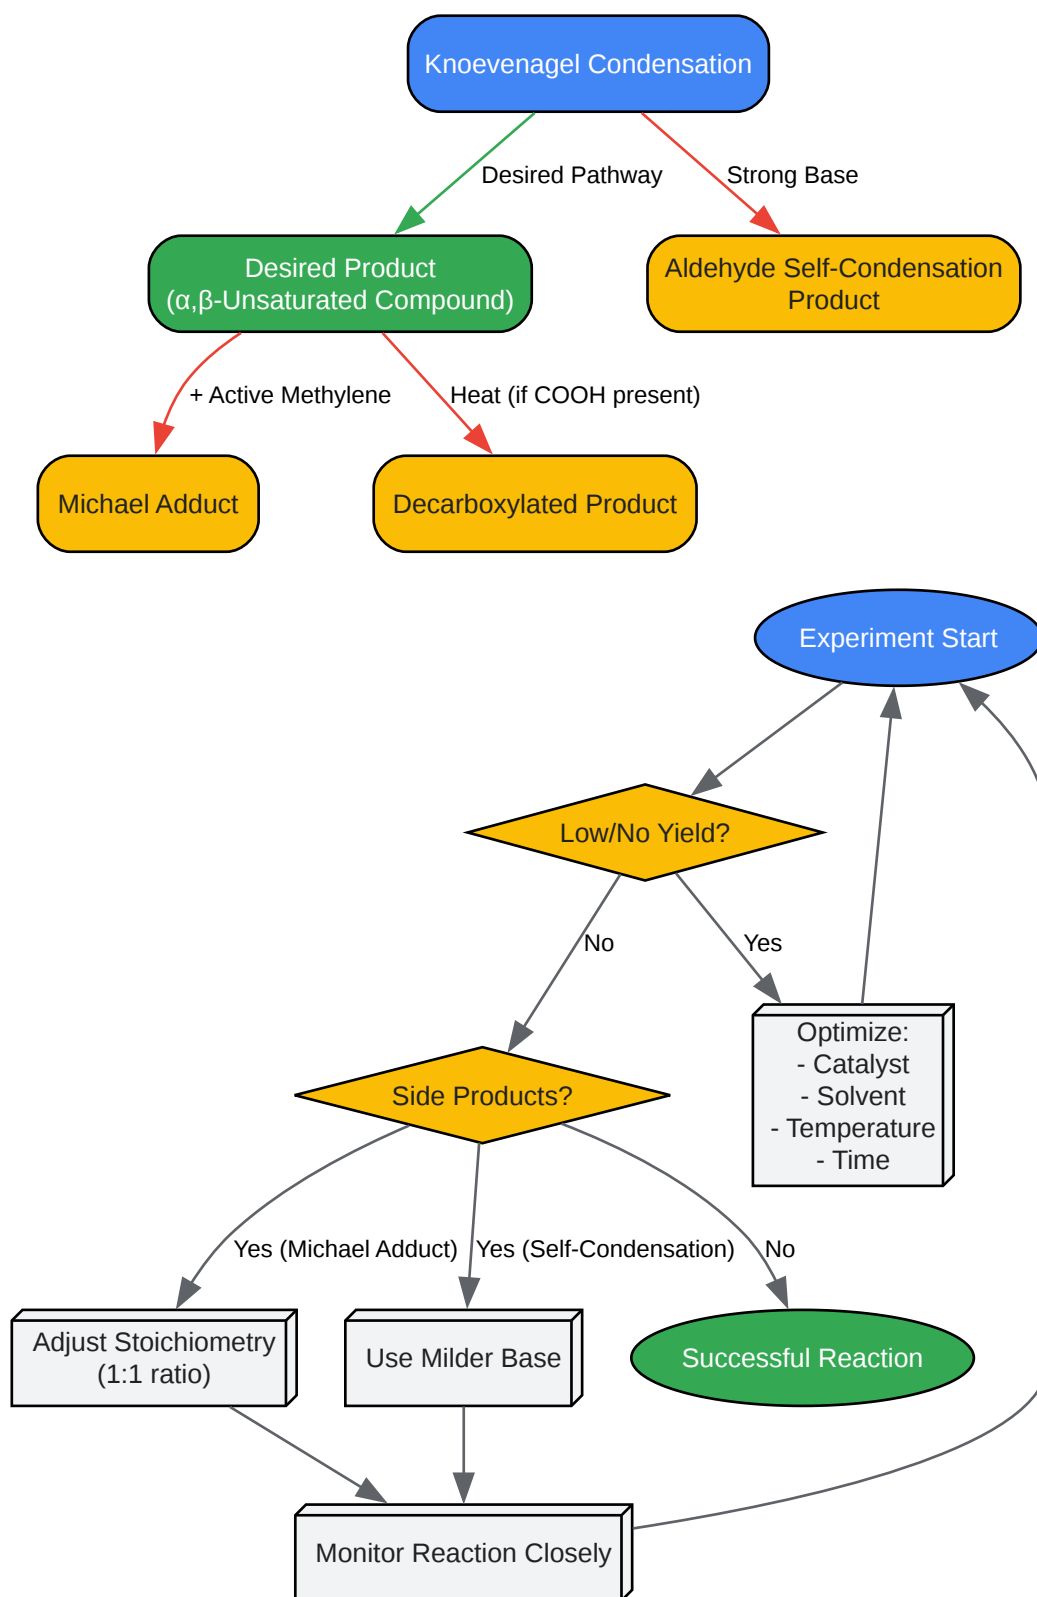 Knoevenagel Condensation
Desired Pathway
Strong Base
Desired Product
(α,β-Unsaturated Compound)
Aldehyde Self-Condensation
Product
+ Active Methylene
Heat (if COOH present)
Michael Adduct
Decarboxylated Product
Experiment Start
Low/No Yield?
No
Yes
Optimize:
- Catalyst
- Solvent
- Temperature
- Time
Side Products?
Yes (Michael Adduct)
Yes (Self-Condensation)
No
Adjust Stoichiometry
(1:1 ratio)
Use Milder Base
Successful Reaction
Monitor Reaction Closely